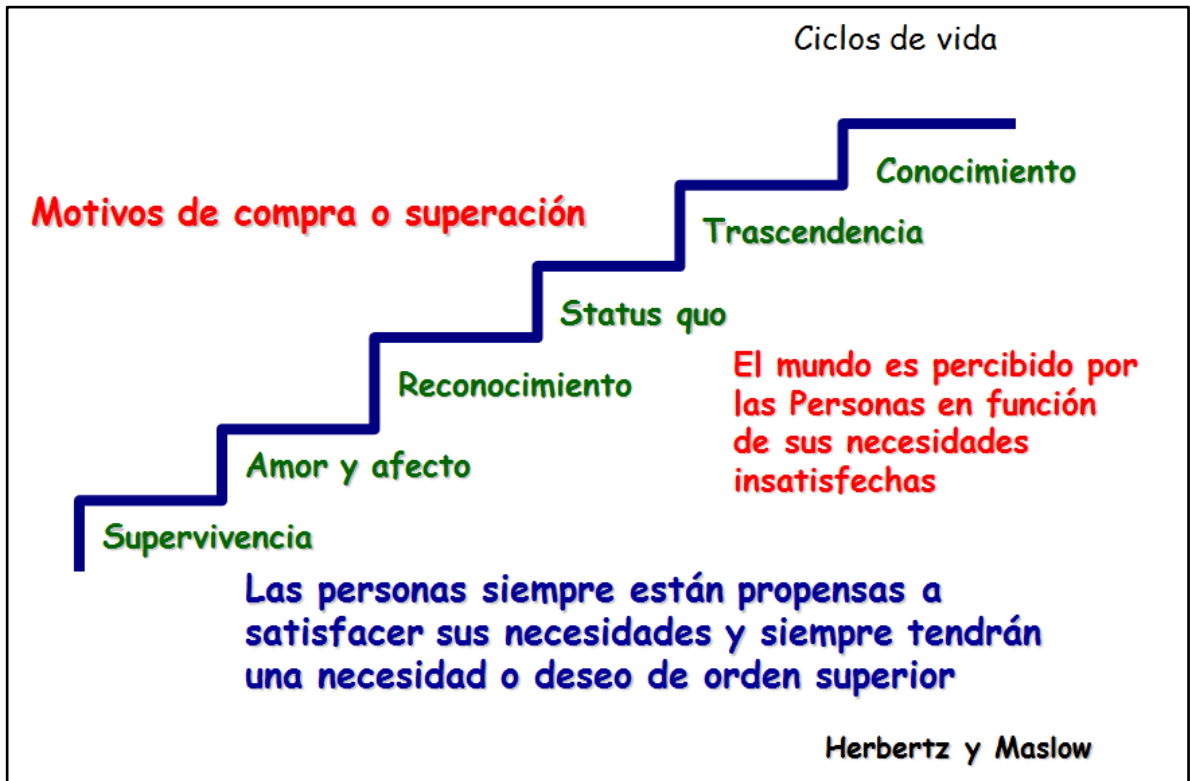 Ciclos de vida
Conocimiento
Motivos de compra o superación
Trascendencia
Status quo
Reconocimiento
El mundo es percibido por
las Personas en función
de sus necesidades
insatisfechas
Amor y afecto
Supervivencia
Las personas siempre están propensas a
satisfacer sus necesidades y siempre tendrán
una necesidad o deseo de orden superior
Herbertz y Maslow